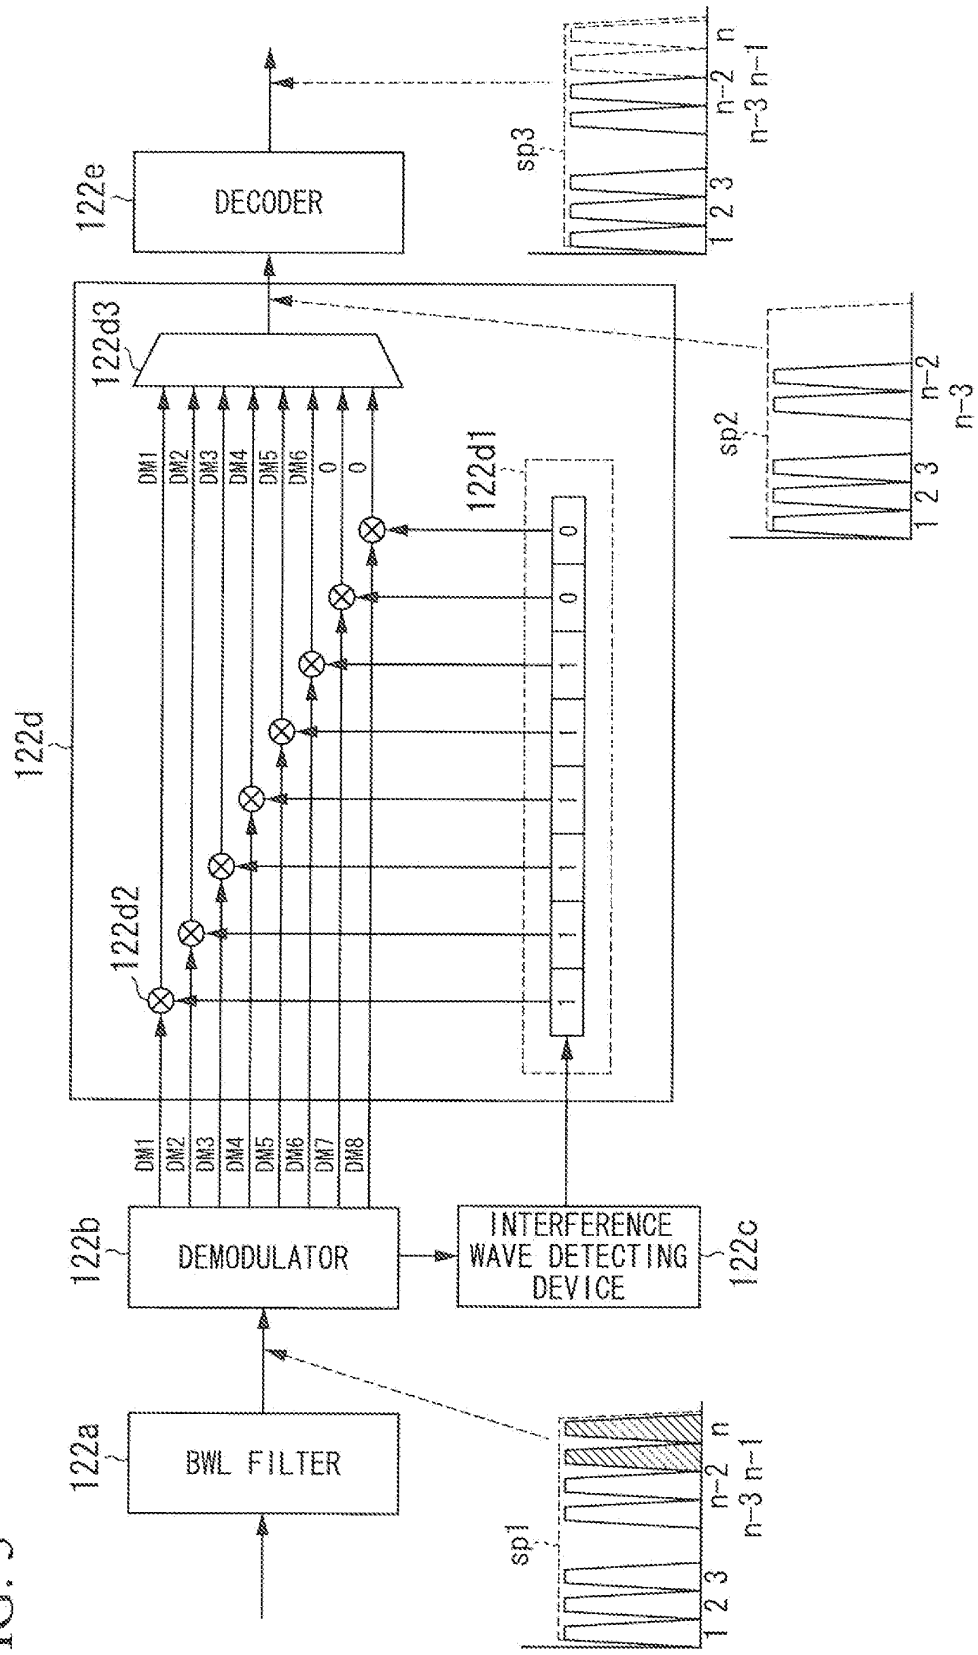 FIG. 5
122a
BWL FILTER
sp1
1 2 3 n-3 n-2 n-1 n
122b
DEMODULATOR
INTERFERENCE
WAVE DETECTING
DEVICE
122c
DM1
DM2
DM3
DM4
DM5
DM6
DM7
DM8
122d
122d2
1 1 1 1 1 1 0 0
122d1
DM1
DM2
DM3
DM4
DM5
DM6
0
0
122d3
sp2
1 2 3 n-3 n-2
122e
DECODER
sp3
1 2 3 n-3 n-2 n-1 n